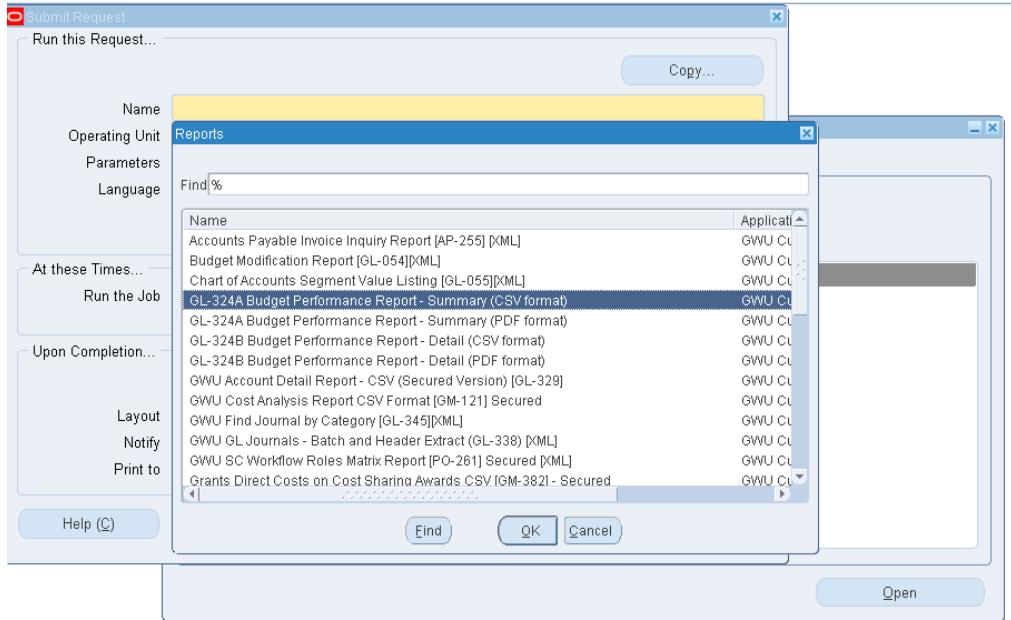 Submit Request
Run this Request...
Copy...
Name
Operating Unit
Parameters
Language
At these Times...
Run the Job
Upon Completion...
Layout
Notify
Print to
Help (C)
Reports
Find %
Name Applicati
Accounts Payable Invoice Inquiry Report [AP-255] [XML] GWU Cu
Budget Modification Report [GL-054][XML] GWU Cu
Chart of Accounts Segment Value Listing [GL-055][XML] GWU Cu
GL-324A Budget Performance Report - Summary (CSV format) GWU Cu
GL-324A Budget Performance Report - Summary (PDF format) GWU Cu
GL-324B Budget Performance Report - Detail (CSV format) GWU Cu
GL-324B Budget Performance Report - Detail (PDF format) GWU Cu
GWU Account Detail Report - CSV (Secured Version) [GL-329] GWU Cu
GWU Cost Analysis Report CSV Format [GM-121] Secured GWU Cu
GWU Find Journal by Category [GL-345][XML] GWU Cu
GWU GL Journals - Batch and Header Extract (GL-338) [XML] GWU Cu
GWU SC Workflow Roles Matrix Report [PO-261] Secured [XML] GWU Cu
Grants Direct Costs on Cost Sharing Awards CSV [GM-382] - Secured GWU Cu
Find OK Cancel
Open